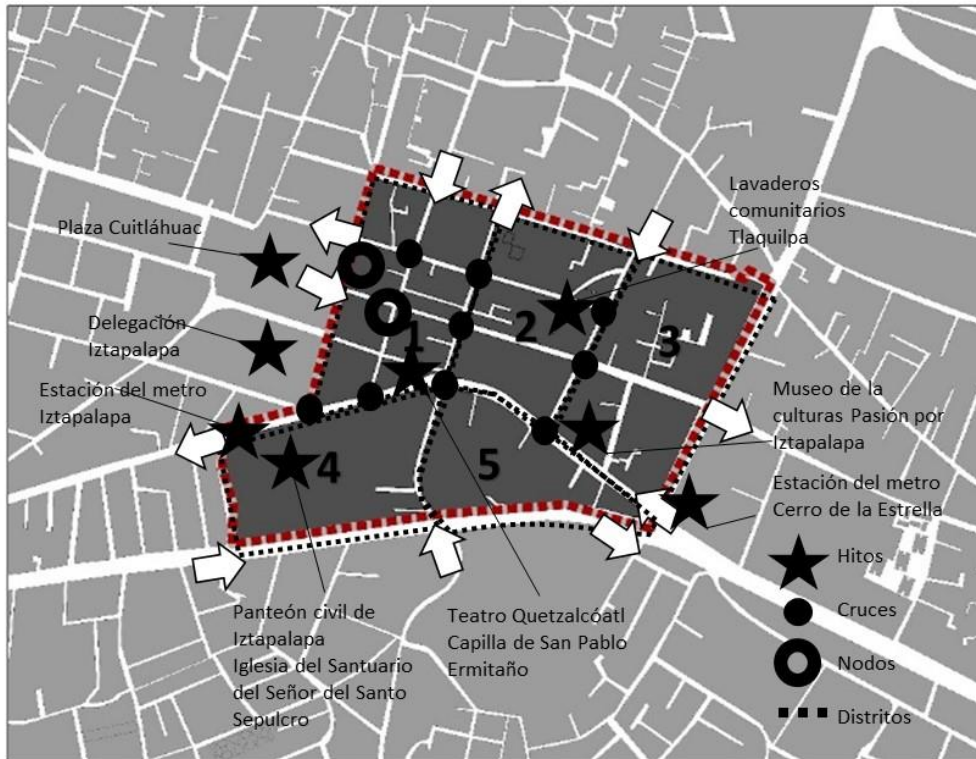 Lavaderos
comunitarios
Tlaquilpa
Plaza Cuitláhuac
Delegación
Iztapalapa
Estación del metro
Iztapalapa
1
2
3
4
5
Museo de la
culturas Pasión por
Iztapalapa
Estación del metro
Cerro de la Estrella
Hitos
Cruces
Nodos
Distritos
Panteón civil de
Iztapalapa
Iglesia del Santuario
del Señor del Santo
Sepulcro
Teatro Quetzalcóatl
Capilla de San Pablo
Ermitaño